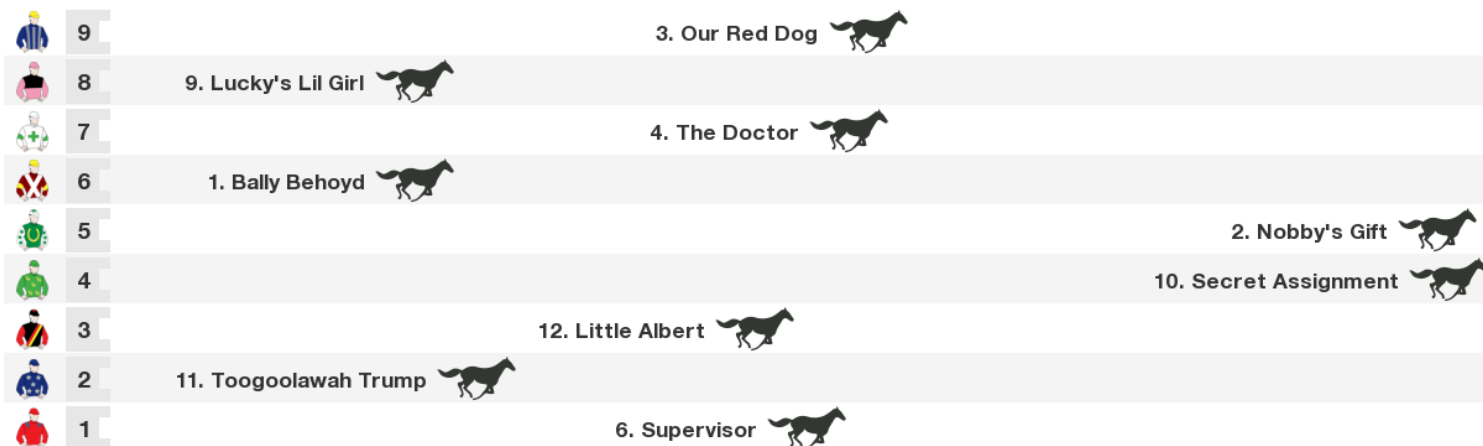 9 3. Our Red Dog
8 9. Lucky's Lil Girl
7 4. The Doctor
6 1. Bally Behoyd
5 2. Nobby's Gift
4 10. Secret Assignment
3 12. Little Albert
2 11. Toogoolawah Trump
1 6. Supervisor